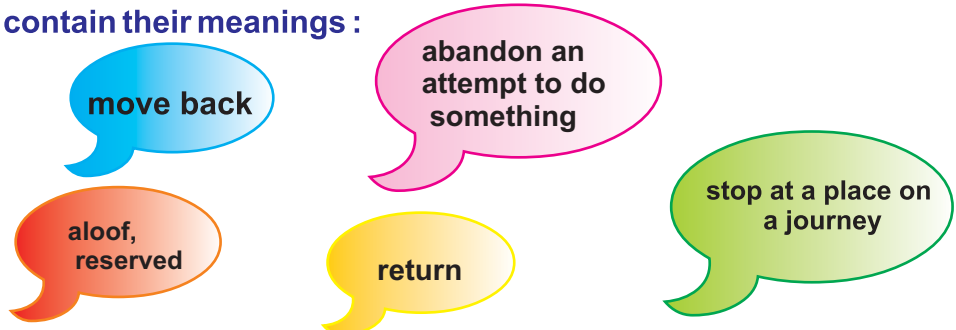 contain their meanings :
move back
abandon an
attempt to do
something
stop at a place on
a journey
aloof,
reserved
return